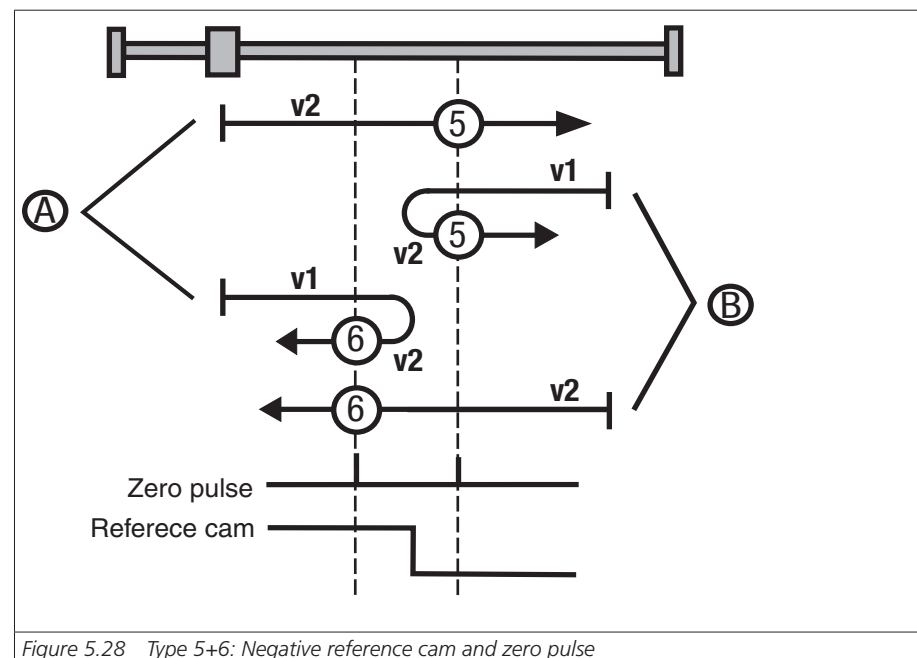 v2
5
v1
A
5
v2
v1
B
6
v2
v2
6
Zero pulse
Referece cam
Figure 5.28 Type 5+6: Negative reference cam and zero pulse